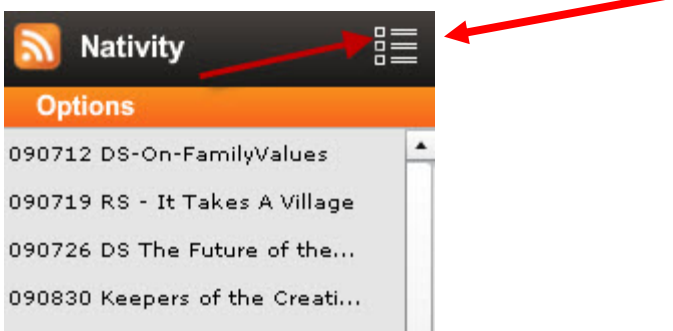 Nativity
Options
090712 DS-On-FamilyValues
090719 RS - It Takes A Village
090726 DS The Future of the...
090830 Keepers of the Creati...